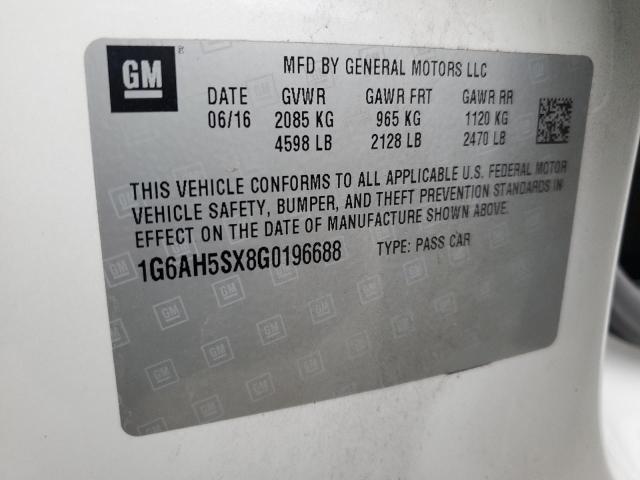 GM
MFD BY GENERAL MOTORS LLC
DATE GVWR GAWR FRT GAWR RR
06/16 2085 KG 965 KG 1120 KG
4598 LB 2128 LB 2470 LB
THIS VEHICLE CONFORMS TO ALL APPLICABLE U.S. FEDERAL MOTOR
VEHICLE SAFETY, BUMPER, AND THEFT PREVENTION STANDARDS IN
EFFECT ON THE DATE OF MANUFACTURE SHOWN ABOVE.
1G6AH5SX8G0196688 TYPE: PASS CAR